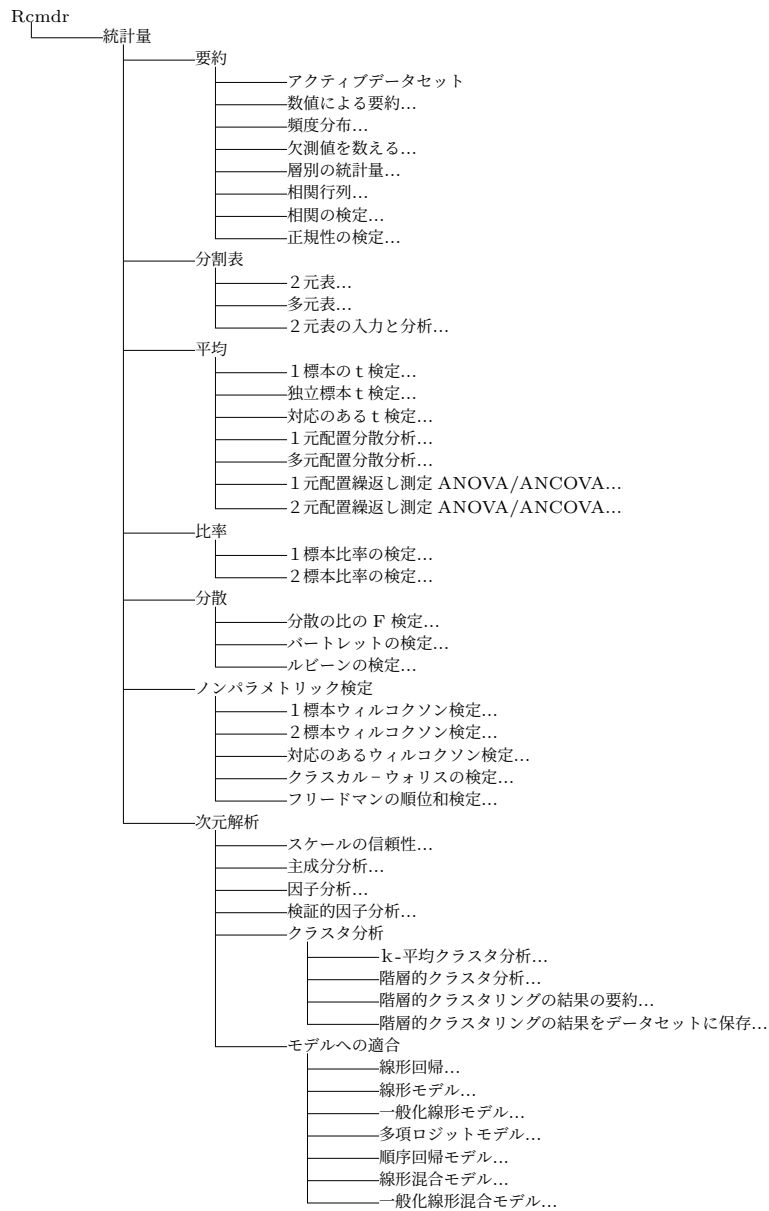 Rcmdr
統計量
要約
アクティブデータセット
数値による要約...
頻度分布...
欠測値を数える...
層別の統計量...
相関行列...
相関の検定...
正規性の検定...
分割表
２元表...
多元表...
２元表の入力と分析...
平均
１標本のｔ検定...
独立標本ｔ検定...
対応のあるｔ検定...
１元配置分散分析...
多元配置分散分析...
１元配置繰返し測定 ANOVA/ANCOVA...
２元配置繰返し測定 ANOVA/ANCOVA...
比率
１標本比率の検定...
２標本比率の検定...
分散
分散の比の F 検定...
バートレットの検定...
ルビーンの検定...
ノンパラメトリック検定
１標本ウィルコクソン検定...
２標本ウィルコクソン検定...
対応のあるウィルコクソン検定...
クラスカル－ウォリスの検定...
フリードマンの順位和検定...
次元解析
スケールの信頼性...
主成分分析...
因子分析...
検証的因子分析...
クラスタ分析
ｋ-平均クラスタ分析...
階層的クラスタ分析...
階層的クラスタリングの結果の要約...
階層的クラスタリングの結果をデータセットに保存...
モデルへの適合
線形回帰...
線形モデル...
一般化線形モデル...
多項ロジットモデル...
順序回帰モデル...
線形混合モデル...
一般化線形混合モデル...